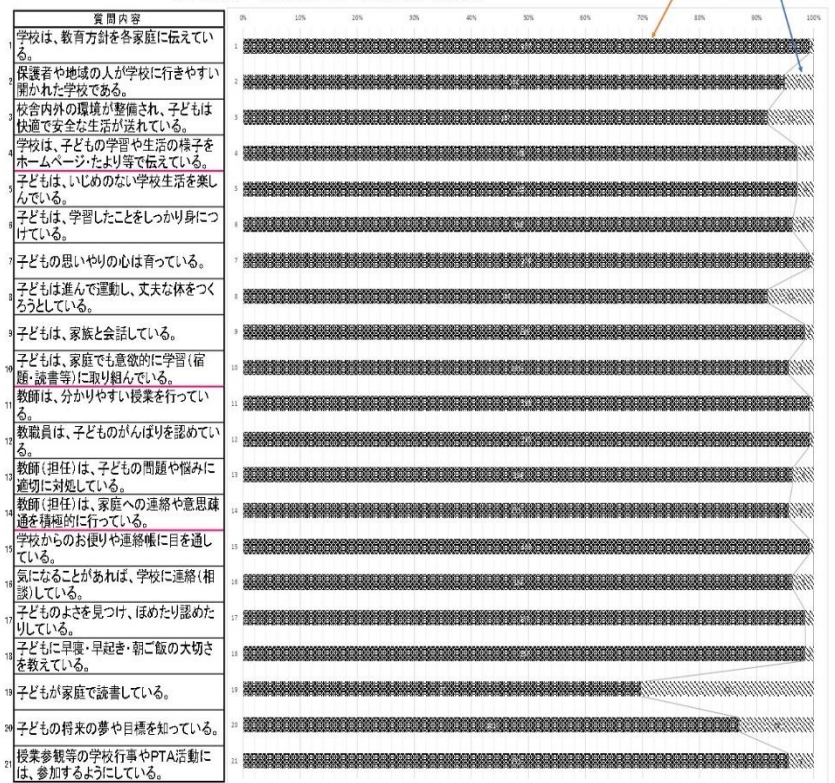 質問内容
0%
10%
20%
30%
40%
50%
60%
70%
80%
90%
100%
1 学校は、教育方針を各家庭に伝えてい
る。
1
2 保護者や地域の人が学校に行きやすい
開かれた学校である。
2
3 校舎内外の環境が整備され、子どもは
快適で安全な生活が送れている。
3
4 学校は、子どもの学習や生活の様子を
ホームページ・たより等で伝えている。
4
5 子どもは、いじめのない学校生活を楽し
んでいる。
5
6 子どもは、学習したことをしっかり身につ
けている。
6
7 子どもの思いやりの心は育っている。
7
8 子どもは進んで運動し、丈夫な体をつく
ろうとしている。
8
9 子どもは、家族と会話している。
9
10 子どもは、家庭でも意欲的に学習(宿
題・読書等)に取り組んでいる。
10
11 教師は、分かりやすい授業を行ってい
る。
11
12 教職員は、子どものがんばりを認めてい
る。
12
13 教師(担任)は、子どもの問題や悩みに
適切に対処している。
13
14 教師(担任)は、家庭への連絡や意思疎
通を積極的に行っている。
14
15 学校からのお便りや連絡帳に目を通し
ている。
15
16 気になることがあれば、学校に連絡(相
談)している。
16
17 子どものよさを見つけ、ほめたり認めた
りしている。
17
18 子どもに早寝・早起き・朝ご飯の大切さ
を教えている。
18
19 子どもが家庭で読書している。
19
20 子どもの将来の夢や目標を知っている。
20
21 授業参観等の学校行事やPTA活動に
は、参加するようにしている。
21